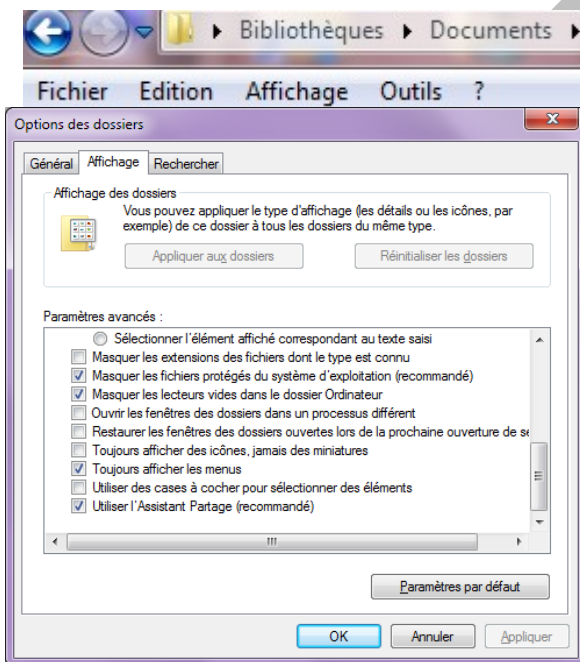 Bibliothèques ▸ Documents ▸
Fichier Edition Affichage Outils ?
Options des dossiers
Général Affichage Rechercher
Affichage des dossiers
Vous pouvez appliquer le type d'affichage (les détails ou les icônes, par
exemple) de ce dossier à tous les dossiers du même type.
Appliquer aux dossiers Réinitialiser les dossiers
Paramètres avancés :
Sélectionner l'élément affiché correspondant au texte saisi
Masquer les extensions des fichiers dont le type est connu
Masquer les fichiers protégés du système d'exploitation (recommandé)
Masquer les lecteurs vides dans le dossier Ordinateur
Ouvrir les fenêtres des dossiers dans un processus différent
Restaurer les fenêtres des dossiers ouvertes lors de la prochaine ouverture de se
Toujours afficher des icônes, jamais des miniatures
Toujours afficher les menus
Utiliser des cases à cocher pour sélectionner des éléments
Utiliser l'Assistant Partage (recommandé)
Paramètres par défaut
OK Annuler Appliquer